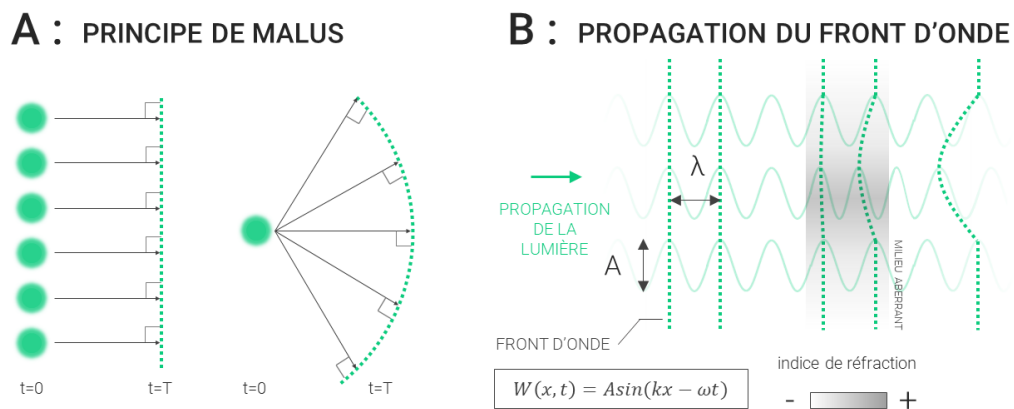 A : PRINCIPE DE MALUS
t=0
t=T
t=0
t=T
B : PROPAGATION DU FRONT D'ONDE
λ
PROPAGATION
DE LA
LUMIÈRE
A
MILIEU ABERRANT
FRONT D'ONDE
W(x,t) = Asin(kx − ωt)
indice de réfraction
- +